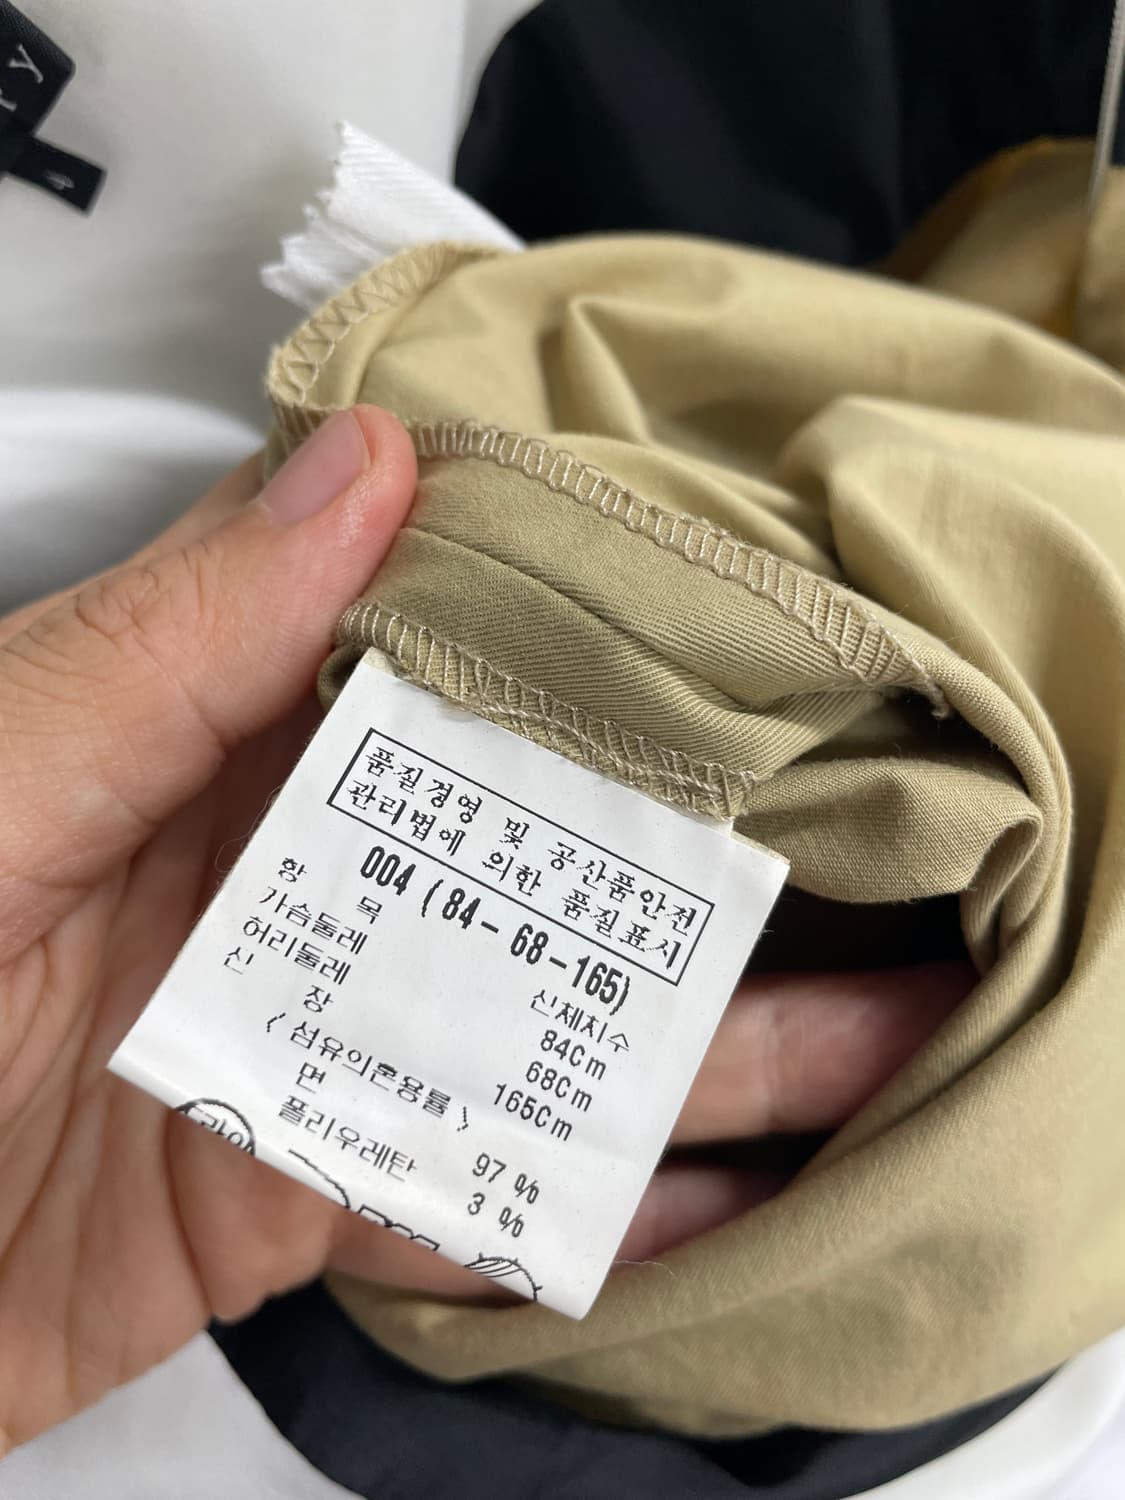 r y
4
품질경영 및 공산품안전
관리법에 의한 품질표시
004 ( 84 - 68 - 165)
항 목 신체치수
가슴둘레 84Cm
허리둘레 68Cm
신 장 165Cm
〈 섬유의혼용률 〉
면 97 %
폴리우레탄 3 %